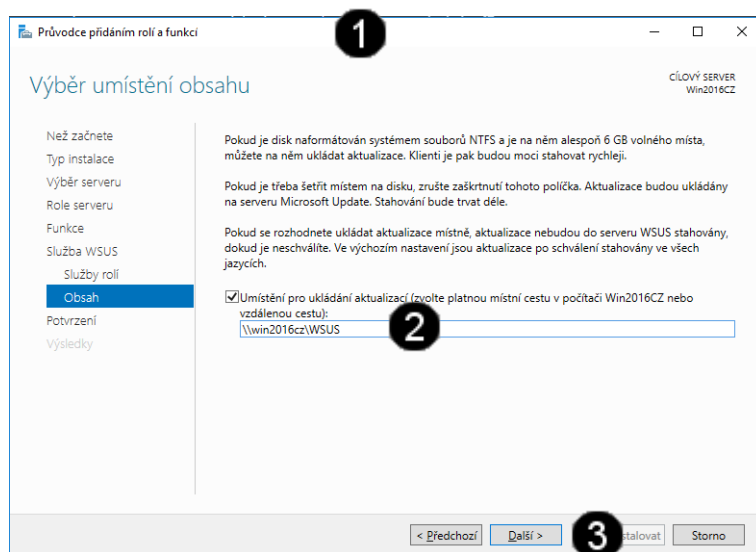 Průvodce přidáním rolí a funkcí
1
Výběr umístění obsahu
CÍLOVÝ SERVER
Win2016CZ
Než začnete
Typ instalace
Výběr serveru
Role serveru
Funkce
Služba WSUS
Služby rolí
Obsah
Potvrzení
Výsledky
Pokud je disk naformátován systémem souborů NTFS a je na něm alespoň 6 GB volného místa,
můžete na něm ukládat aktualizace. Klienti je pak budou moci stahovat rychleji.
Pokud je třeba šetřit místem na disku, zrušte zaškrtnutí tohoto políčka. Aktualizace budou ukládány
na serveru Microsoft Update. Stahování bude trvat déle.
Pokud se rozhodnete ukládat aktualizace místně, aktualizace nebudou do serveru WSUS stahovány,
dokud je neschválíte. Ve výchozím nastavení jsou aktualizace po schválení stahovány ve všech
jazycích.
Umístění pro ukládání aktualizací (zvolte platnou místní cestu v počítači Win2016CZ nebo
vzdálenou cestu):
\\win2016cz\WSUS
2
< Předchozí
Další >
3
Storno